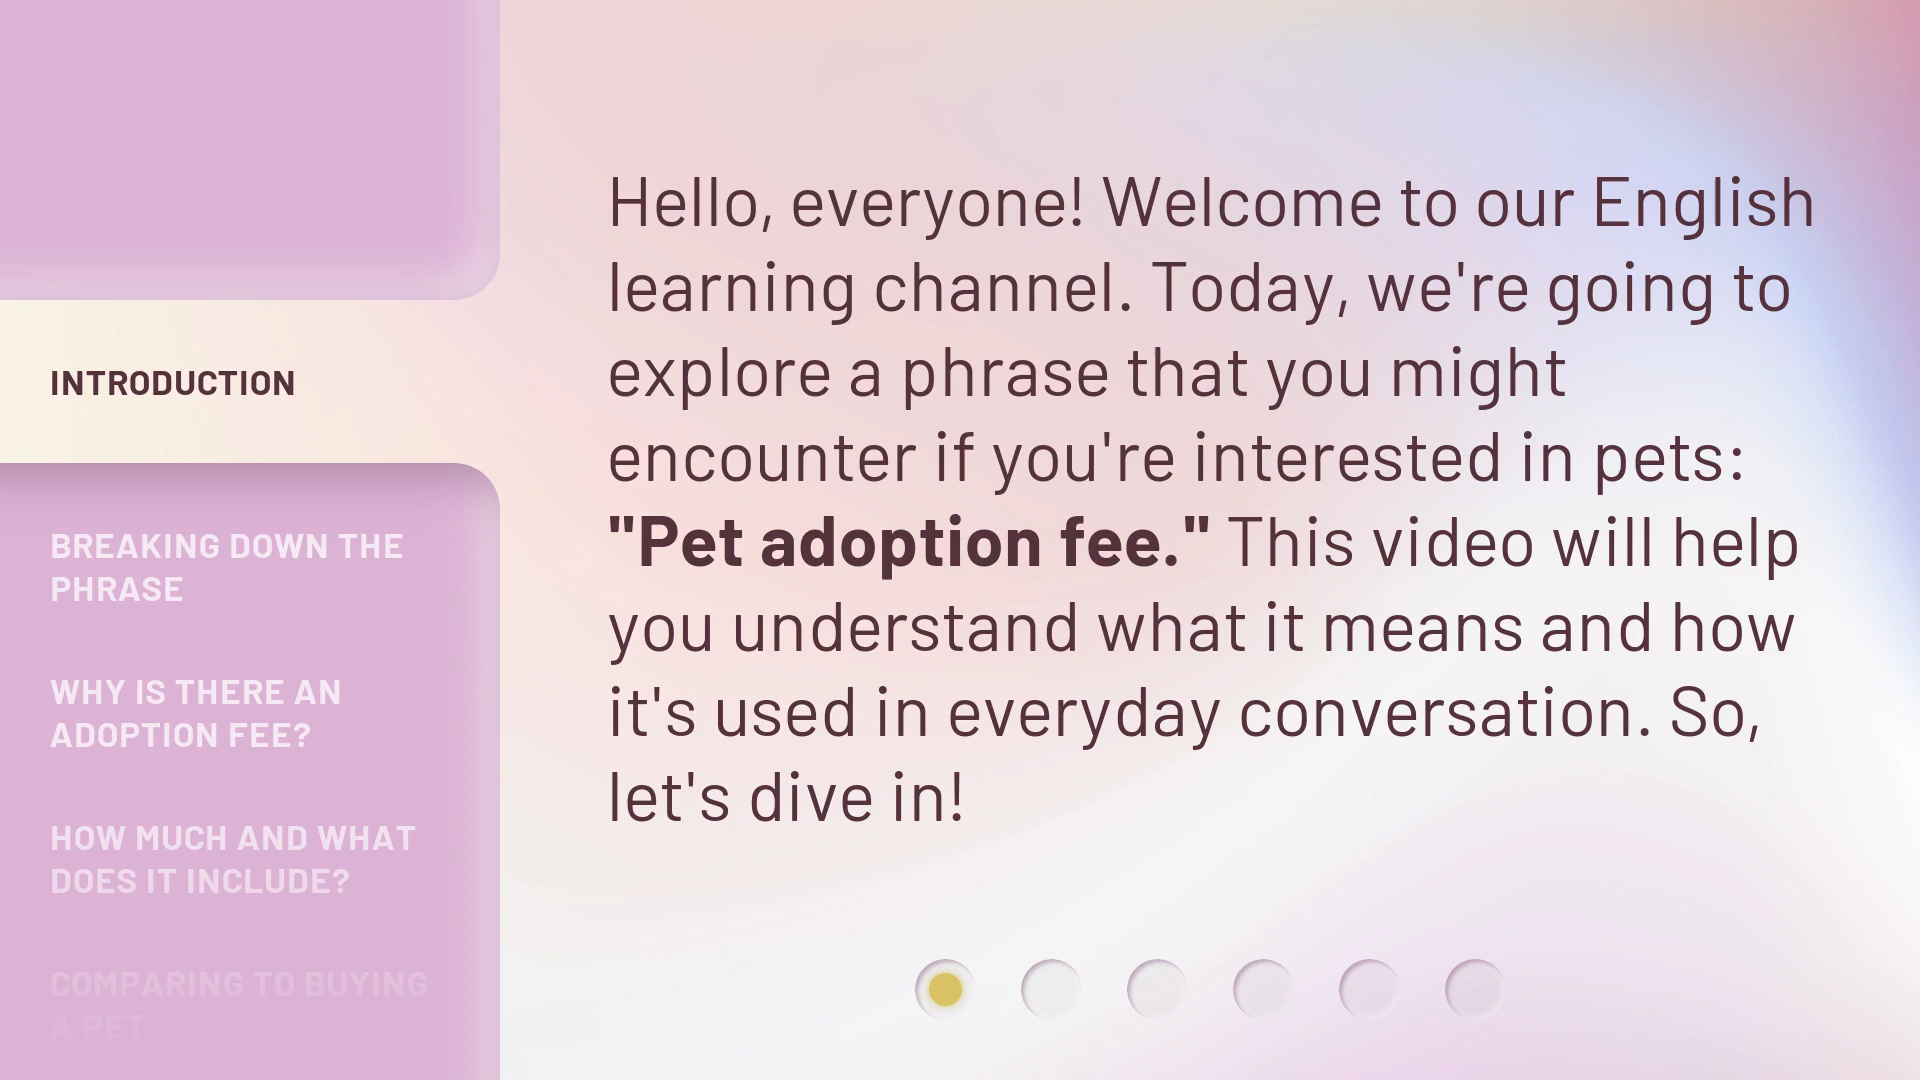 INTRODUCTION
BREAKING DOWN THE
PHRASE
WHY IS THERE AN
ADOPTION FEE?
HOW MUCH AND WHAT
DOES IT INCLUDE?
COMPARING TO BUYING
A PET
Hello, everyone! Welcome to our English
learning channel. Today, we're going to
explore a phrase that you might
encounter if you're interested in pets:
"Pet adoption fee." This video will help
you understand what it means and how
it's used in everyday conversation. So,
let's dive in!